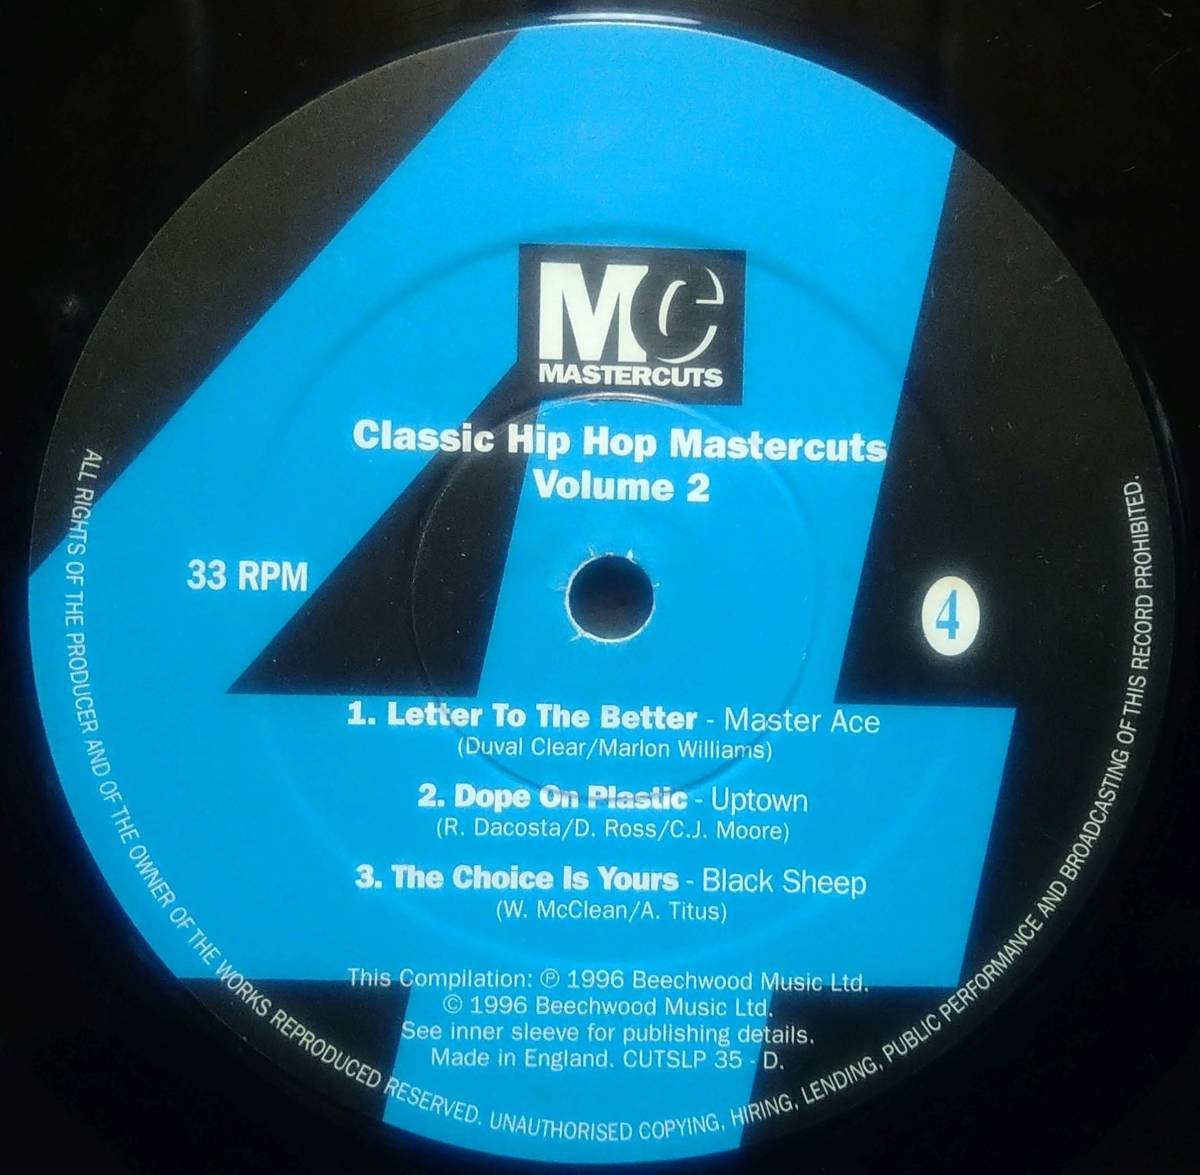 MC
MASTERCUTS
Classic Hip Hop Mastercuts
Volume 2
33 RPM
4
1. Letter To The Better - Master Ace
(Duval Clear/Marlon Williams)
2. Dope On Plastic - Uptown
(R. Dacosta/D. Ross/C.J. Moore)
3. The Choice Is Yours - Black Sheep
(W. McClean/A. Titus)
This Compilation: ℗ 1996 Beechwood Music Ltd.
© 1996 Beechwood Music Ltd.
See inner sleeve for publishing details.
Made in England. CUTSLP 35 - D.
ALL RIGHTS OF THE PRODUCER AND OF THE OWNER OF THE WORKS REPRODUCED RESERVED. UNAUTHORISED COPYING, HIRING, LENDING, PUBLIC PERFORMANCE AND BROADCASTING OF THIS RECORD PROHIBITED.
4